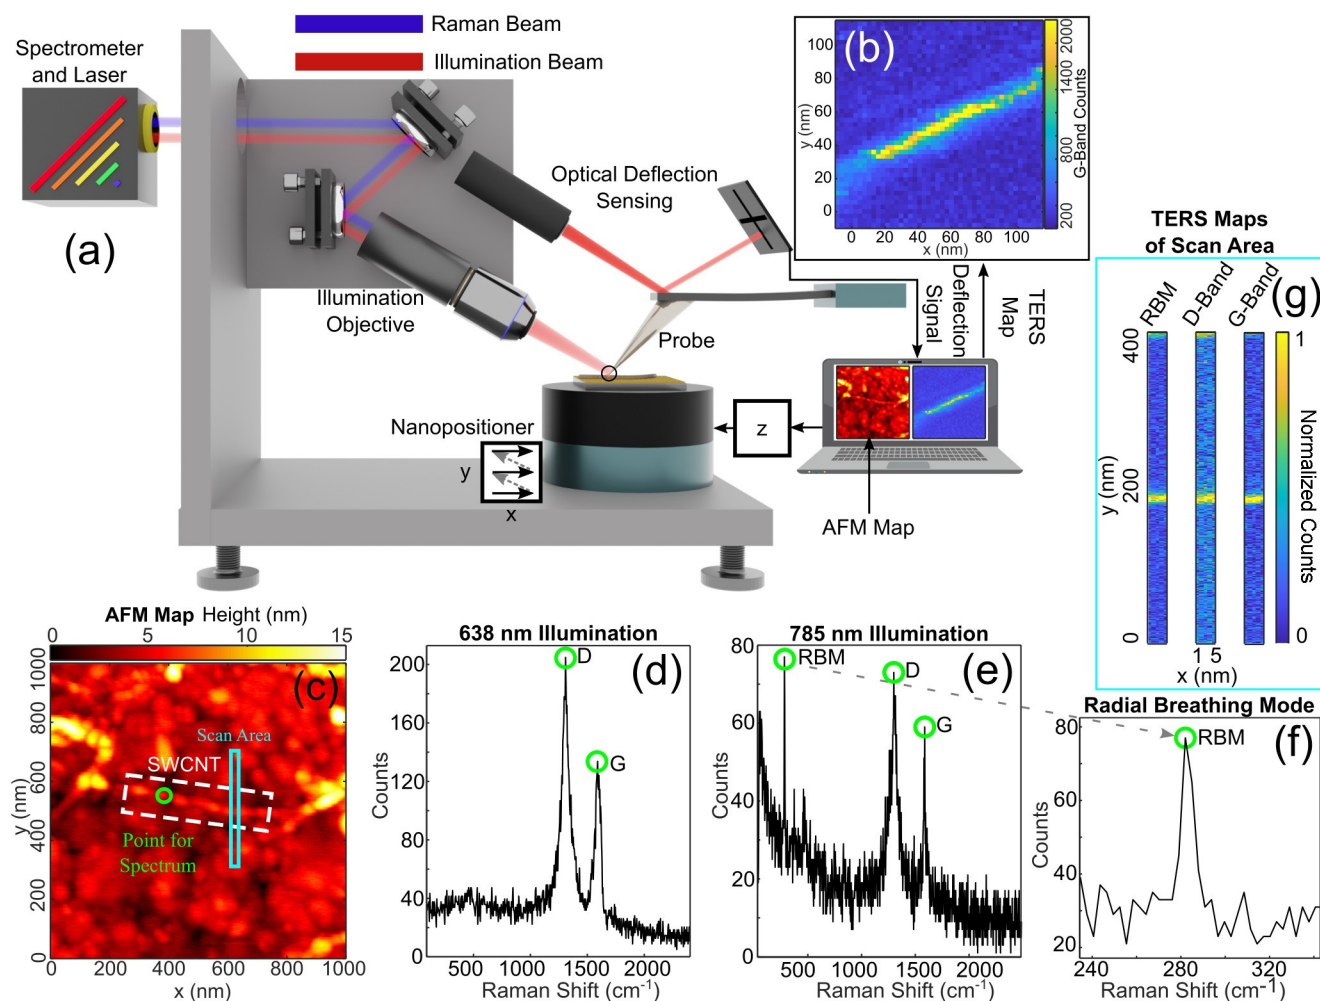 Raman Beam
Illumination Beam
Spectrometer
and Laser
(a)
Optical Deflection
Sensing
Illumination
Objective
Probe
Nanopositioner
y
x
z
Deflection
Signal
TERS
Map
AFM Map
(b)
100
80
60
40
20
0
y (nm)
0 20 40 60 80 100
x (nm)
200 800 1400 2000
G-Band Counts
TERS Maps
of Scan Area
RBM
D-Band
G-Band
(g)
400
200
0
y (nm)
1 5
x (nm)
1
0
Normalized Counts
AFM Map Height (nm)
0 5 10 15
(c)
1000
800
600
400
200
0
y (nm)
Scan Area
SWCNT
Point for
Spectrum
0 200 400 600 800 1000
x (nm)
638 nm Illumination
(d)
D
G
200
160
120
80
40
0
Counts
500 1000 1500 2000
Raman Shift (cm-1)
785 nm Illumination
(e)
RBM
D
G
80
60
40
20
0
Counts
500 1000 1500 2000
Raman Shift (cm-1)
Radial Breathing Mode
(f)
RBM
80
60
40
20
Counts
240 280 320
Raman Shift (cm-1)